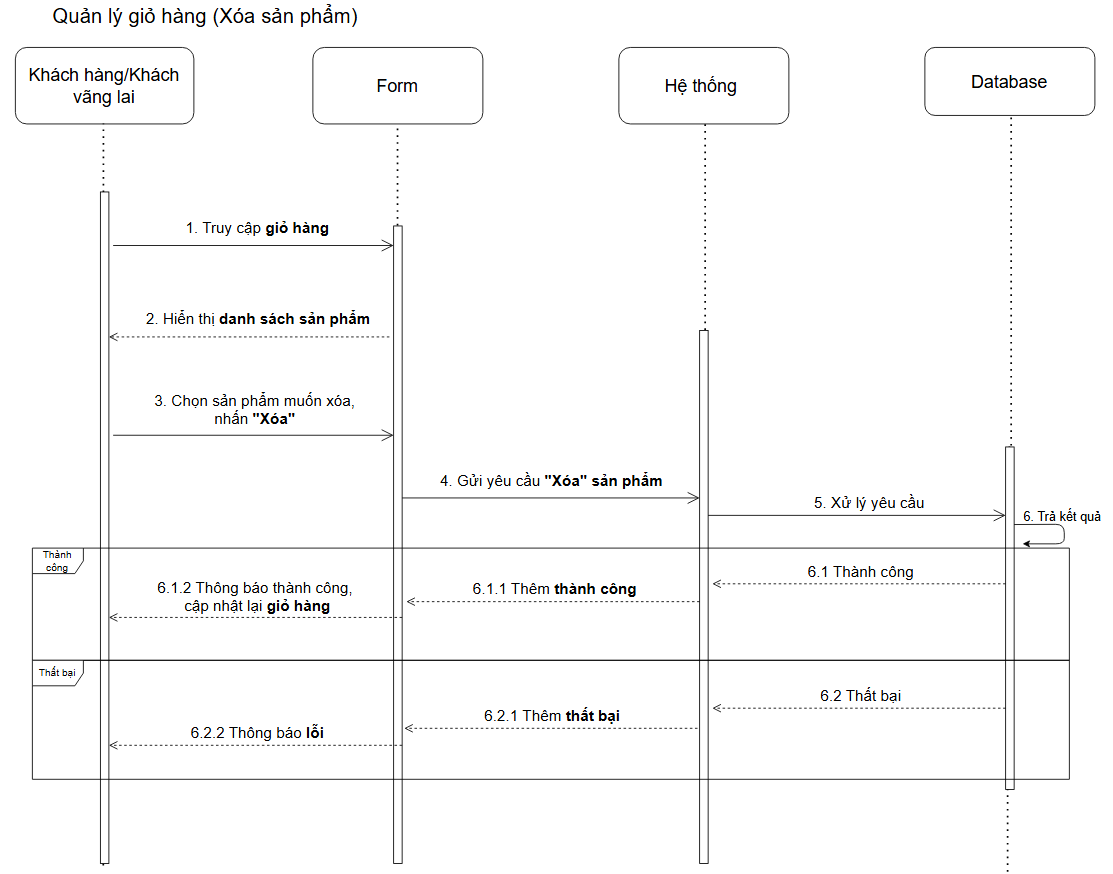 Quản lý giỏ hàng (Xóa sản phẩm)
Khách hàng/Khách
vãng lai
Form
Hệ thống
Database
1. Truy cập giỏ hàng
2. Hiển thị danh sách sản phẩm
3. Chọn sản phẩm muốn xóa,
nhấn "Xóa"
4. Gửi yêu cầu "Xóa" sản phẩm
5. Xử lý yêu cầu
6. Trả kết quả
Thành
công
6.1 Thành công
6.1.1 Thêm thành công
6.1.2 Thông báo thành công,
cập nhật lại giỏ hàng
Thất bại
6.2 Thất bại
6.2.1 Thêm thất bại
6.2.2 Thông báo lỗi